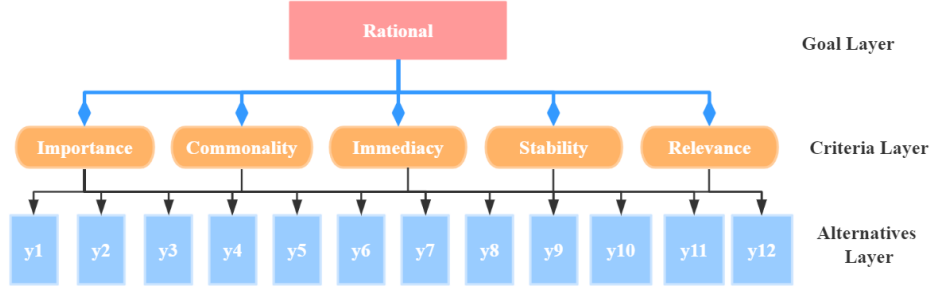 Rational
Goal Layer
Importance Commonality Immediacy Stability Relevance Criteria Layer
y1 y2 y3 y4 y5 y6 y7 y8 y9 y10 y11 y12
Alternatives
Layer